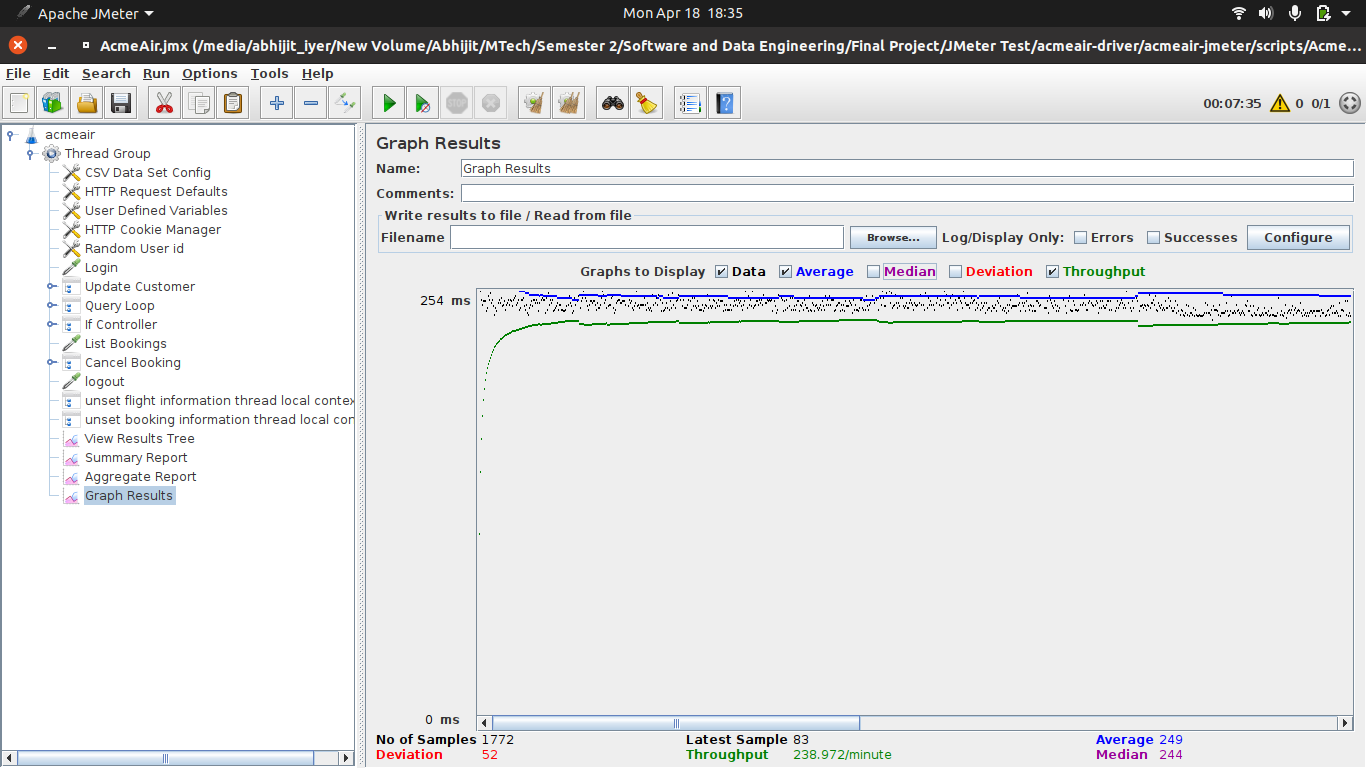 Apache JMeter
Mon Apr 18 18:35
AcmeAir.jmx (/media/abhijit_iyer/New Volume/Abhijit/MTech/Semester 2/Software and Data Engineering/Final Project/JMeter Test/acmeair-driver/acmeair-jmeter/scripts/Acme...
File Edit Search Run Options Tools Help
00:07:35 0 0/1
acmeair
Thread Group
CSV Data Set Config
HTTP Request Defaults
User Defined Variables
HTTP Cookie Manager
Random User id
Login
Update Customer
Query Loop
If Controller
List Bookings
Cancel Booking
logout
unset flight information thread local contex
unset booking information thread local con
View Results Tree
Summary Report
Aggregate Report
Graph Results
Graph Results
Name: Graph Results
Comments:
Write results to file / Read from file
Filename Browse... Log/Display Only: Errors Successes Configure
Graphs to Display Data Average Median Deviation Throughput
254 ms
0 ms
No of Samples 1772 Latest Sample 83 Average 249
Deviation 52 Throughput 238.972/minute Median 244